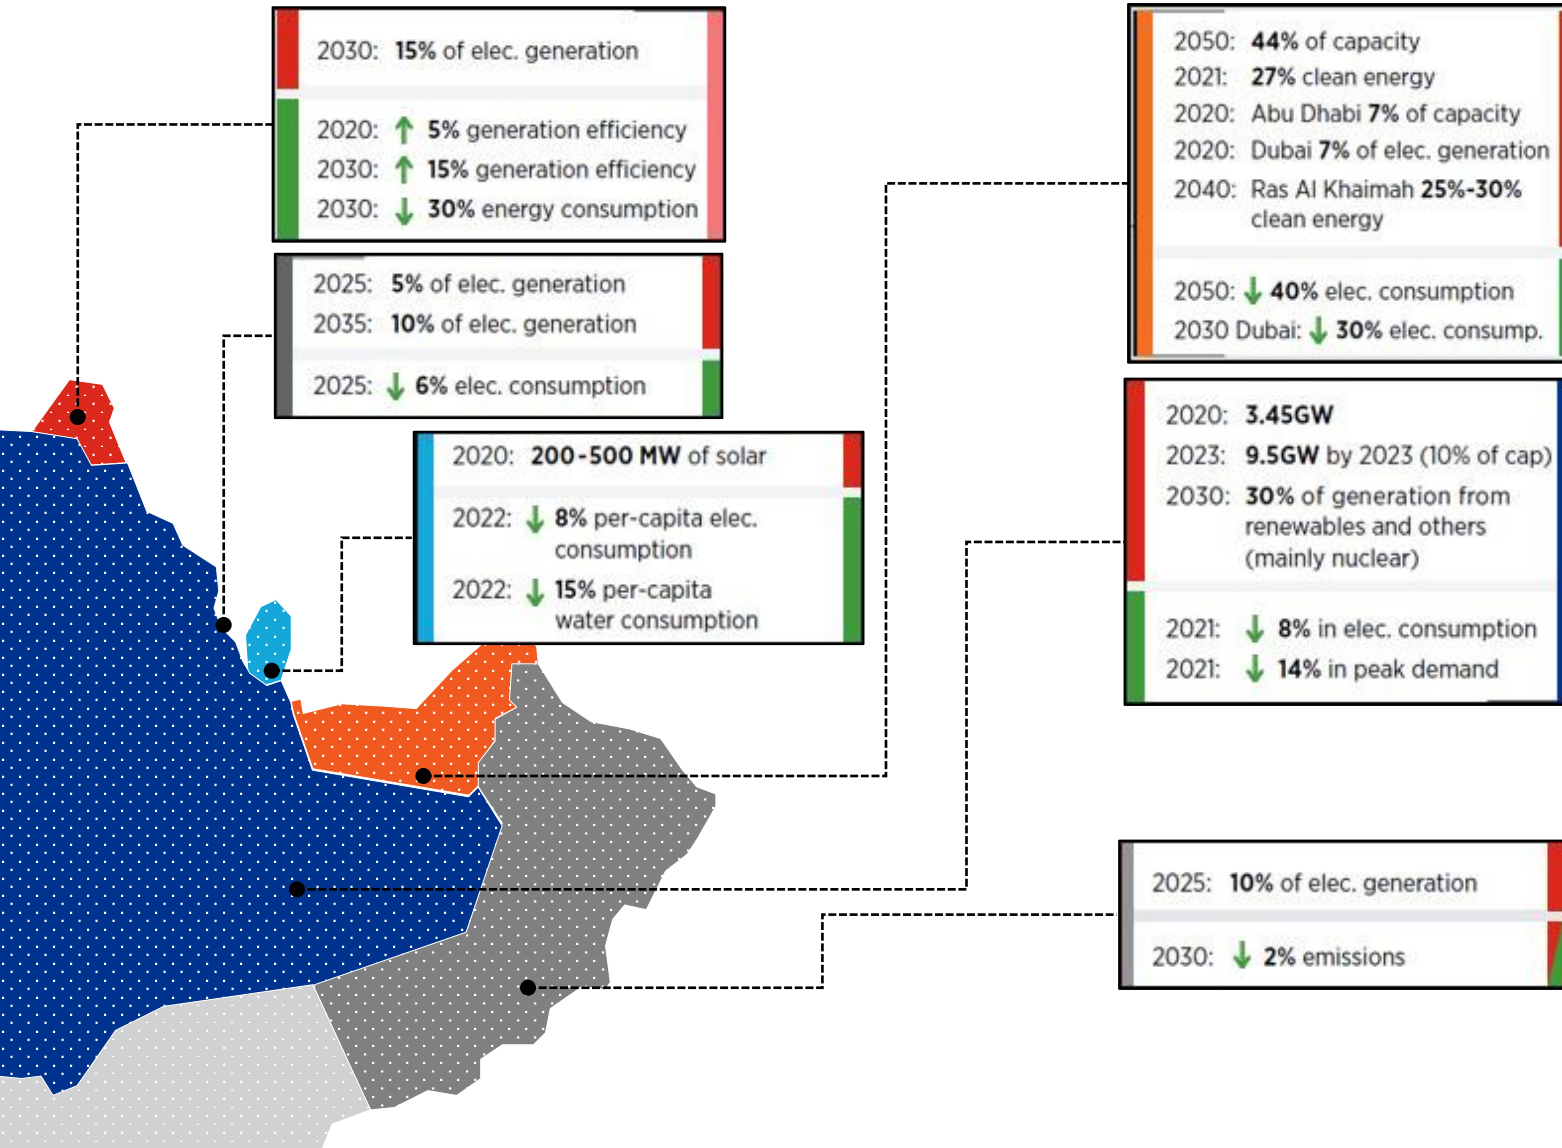 2030: 15% of elec. generation
2020: ↑ 5% generation efficiency
2030: ↑ 15% generation efficiency
2030: ↓ 30% energy consumption
2025: 5% of elec. generation
2035: 10% of elec. generation
2025: ↓ 6% elec. consumption
2020: 200-500 MW of solar
2022: ↓ 8% per-capita elec.
consumption
2022: ↓ 15% per-capita
water consumption
2050: 44% of capacity
2021: 27% clean energy
2020: Abu Dhabi 7% of capacity
2020: Dubai 7% of elec. generation
2040: Ras Al Khaimah 25%-30%
clean energy
2050: ↓ 40% elec. consumption
2030 Dubai: ↓ 30% elec. consump.
2020: 3.45GW
2023: 9.5GW by 2023 (10% of cap)
2030: 30% of generation from
renewables and others
(mainly nuclear)
2021: ↓ 8% in elec. consumption
2021: ↓ 14% in peak demand
2025: 10% of elec. generation
2030: ↓ 2% emissions